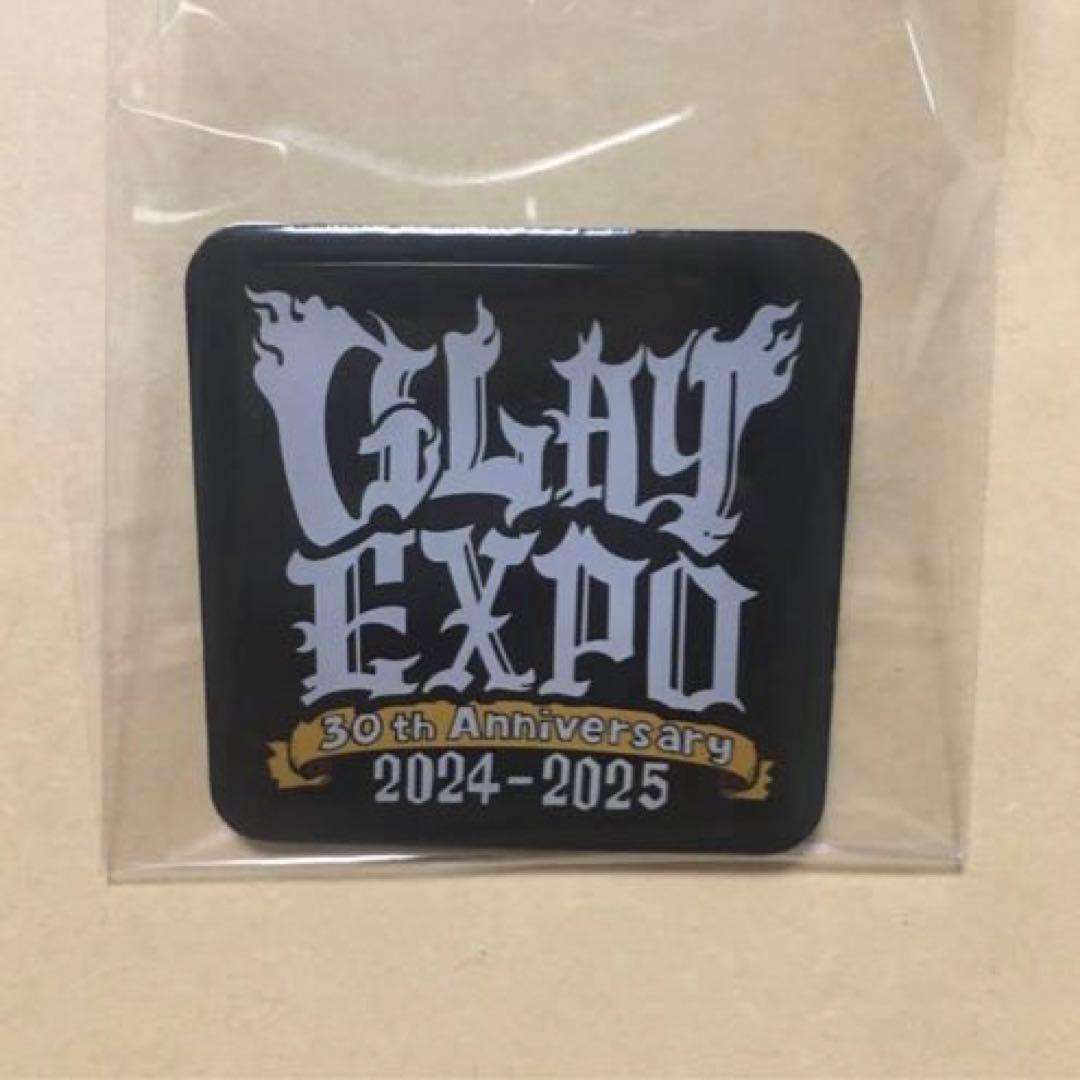 GLAY
EXPO
30th Anniversary
2024-2025